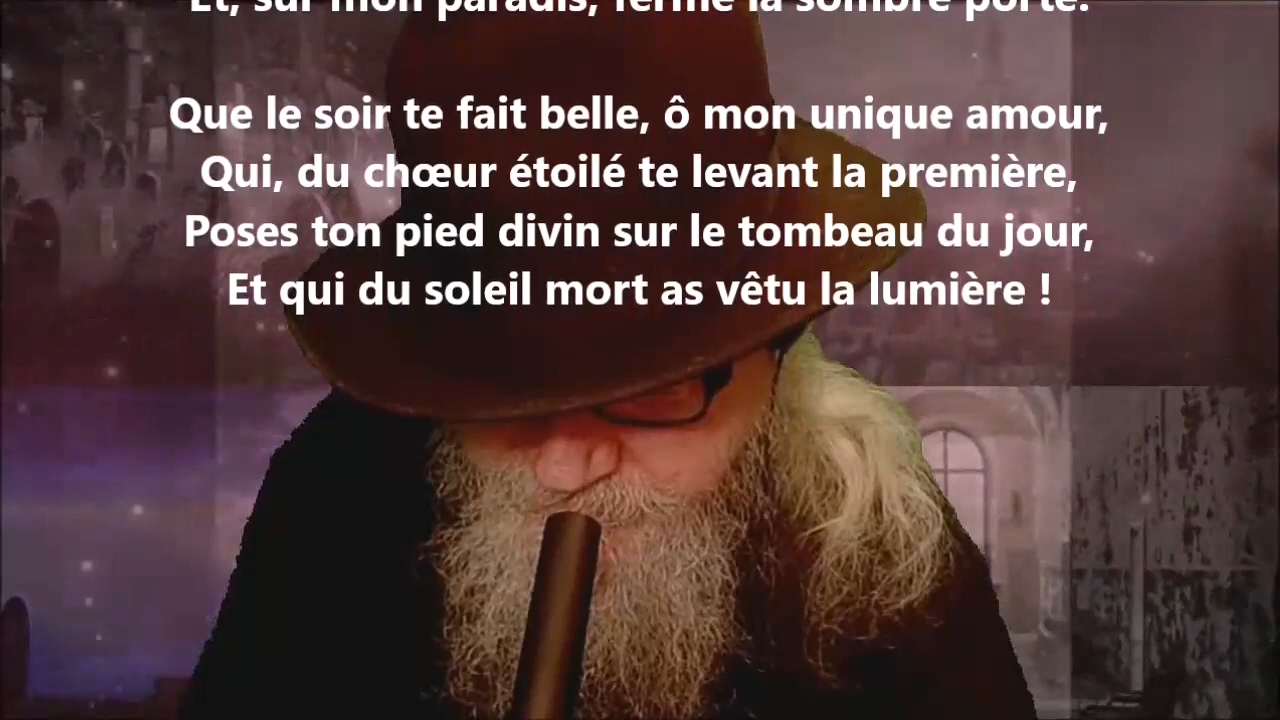 Et, sur mon paradis, ferme la sombre porte.
Que le soir te fait belle, ô mon unique amour,
Qui, du chœur étoilé te levant la première,
Poses ton pied divin sur le tombeau du jour,
Et qui du soleil mort as vêtu la lumière !